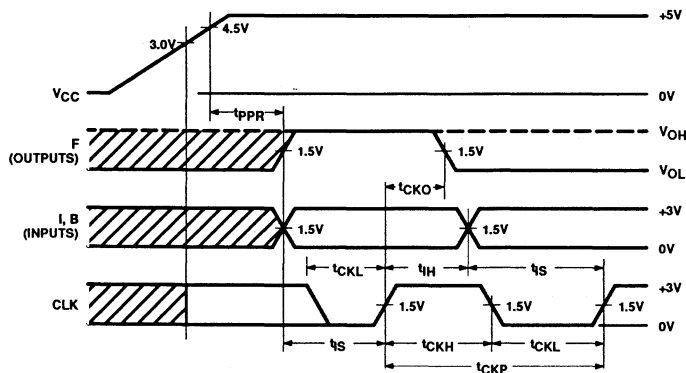 +5V
4.5V
3.0V
VCC
0V
tPPR
VOH
F
(OUTPUTS)
1.5V
1.5V
VOL
tCKO
+3V
I, B
(INPUTS)
1.5V
1.5V
0V
tCKL
tIH
tIS
+3V
CLK
1.5V
1.5V
1.5V
0V
tIS
tCKH
tCKL
tCKP